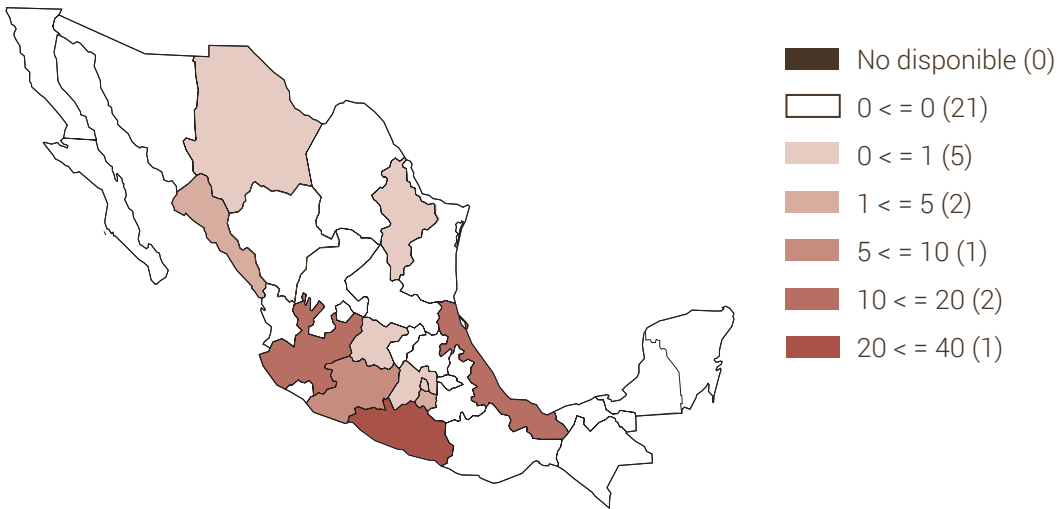 No disponible (0)
0 < = 0 (21)
0 < = 1 (5)
1 < = 5 (2)
5 < = 10 (1)
10 < = 20 (2)
20 < = 40 (1)